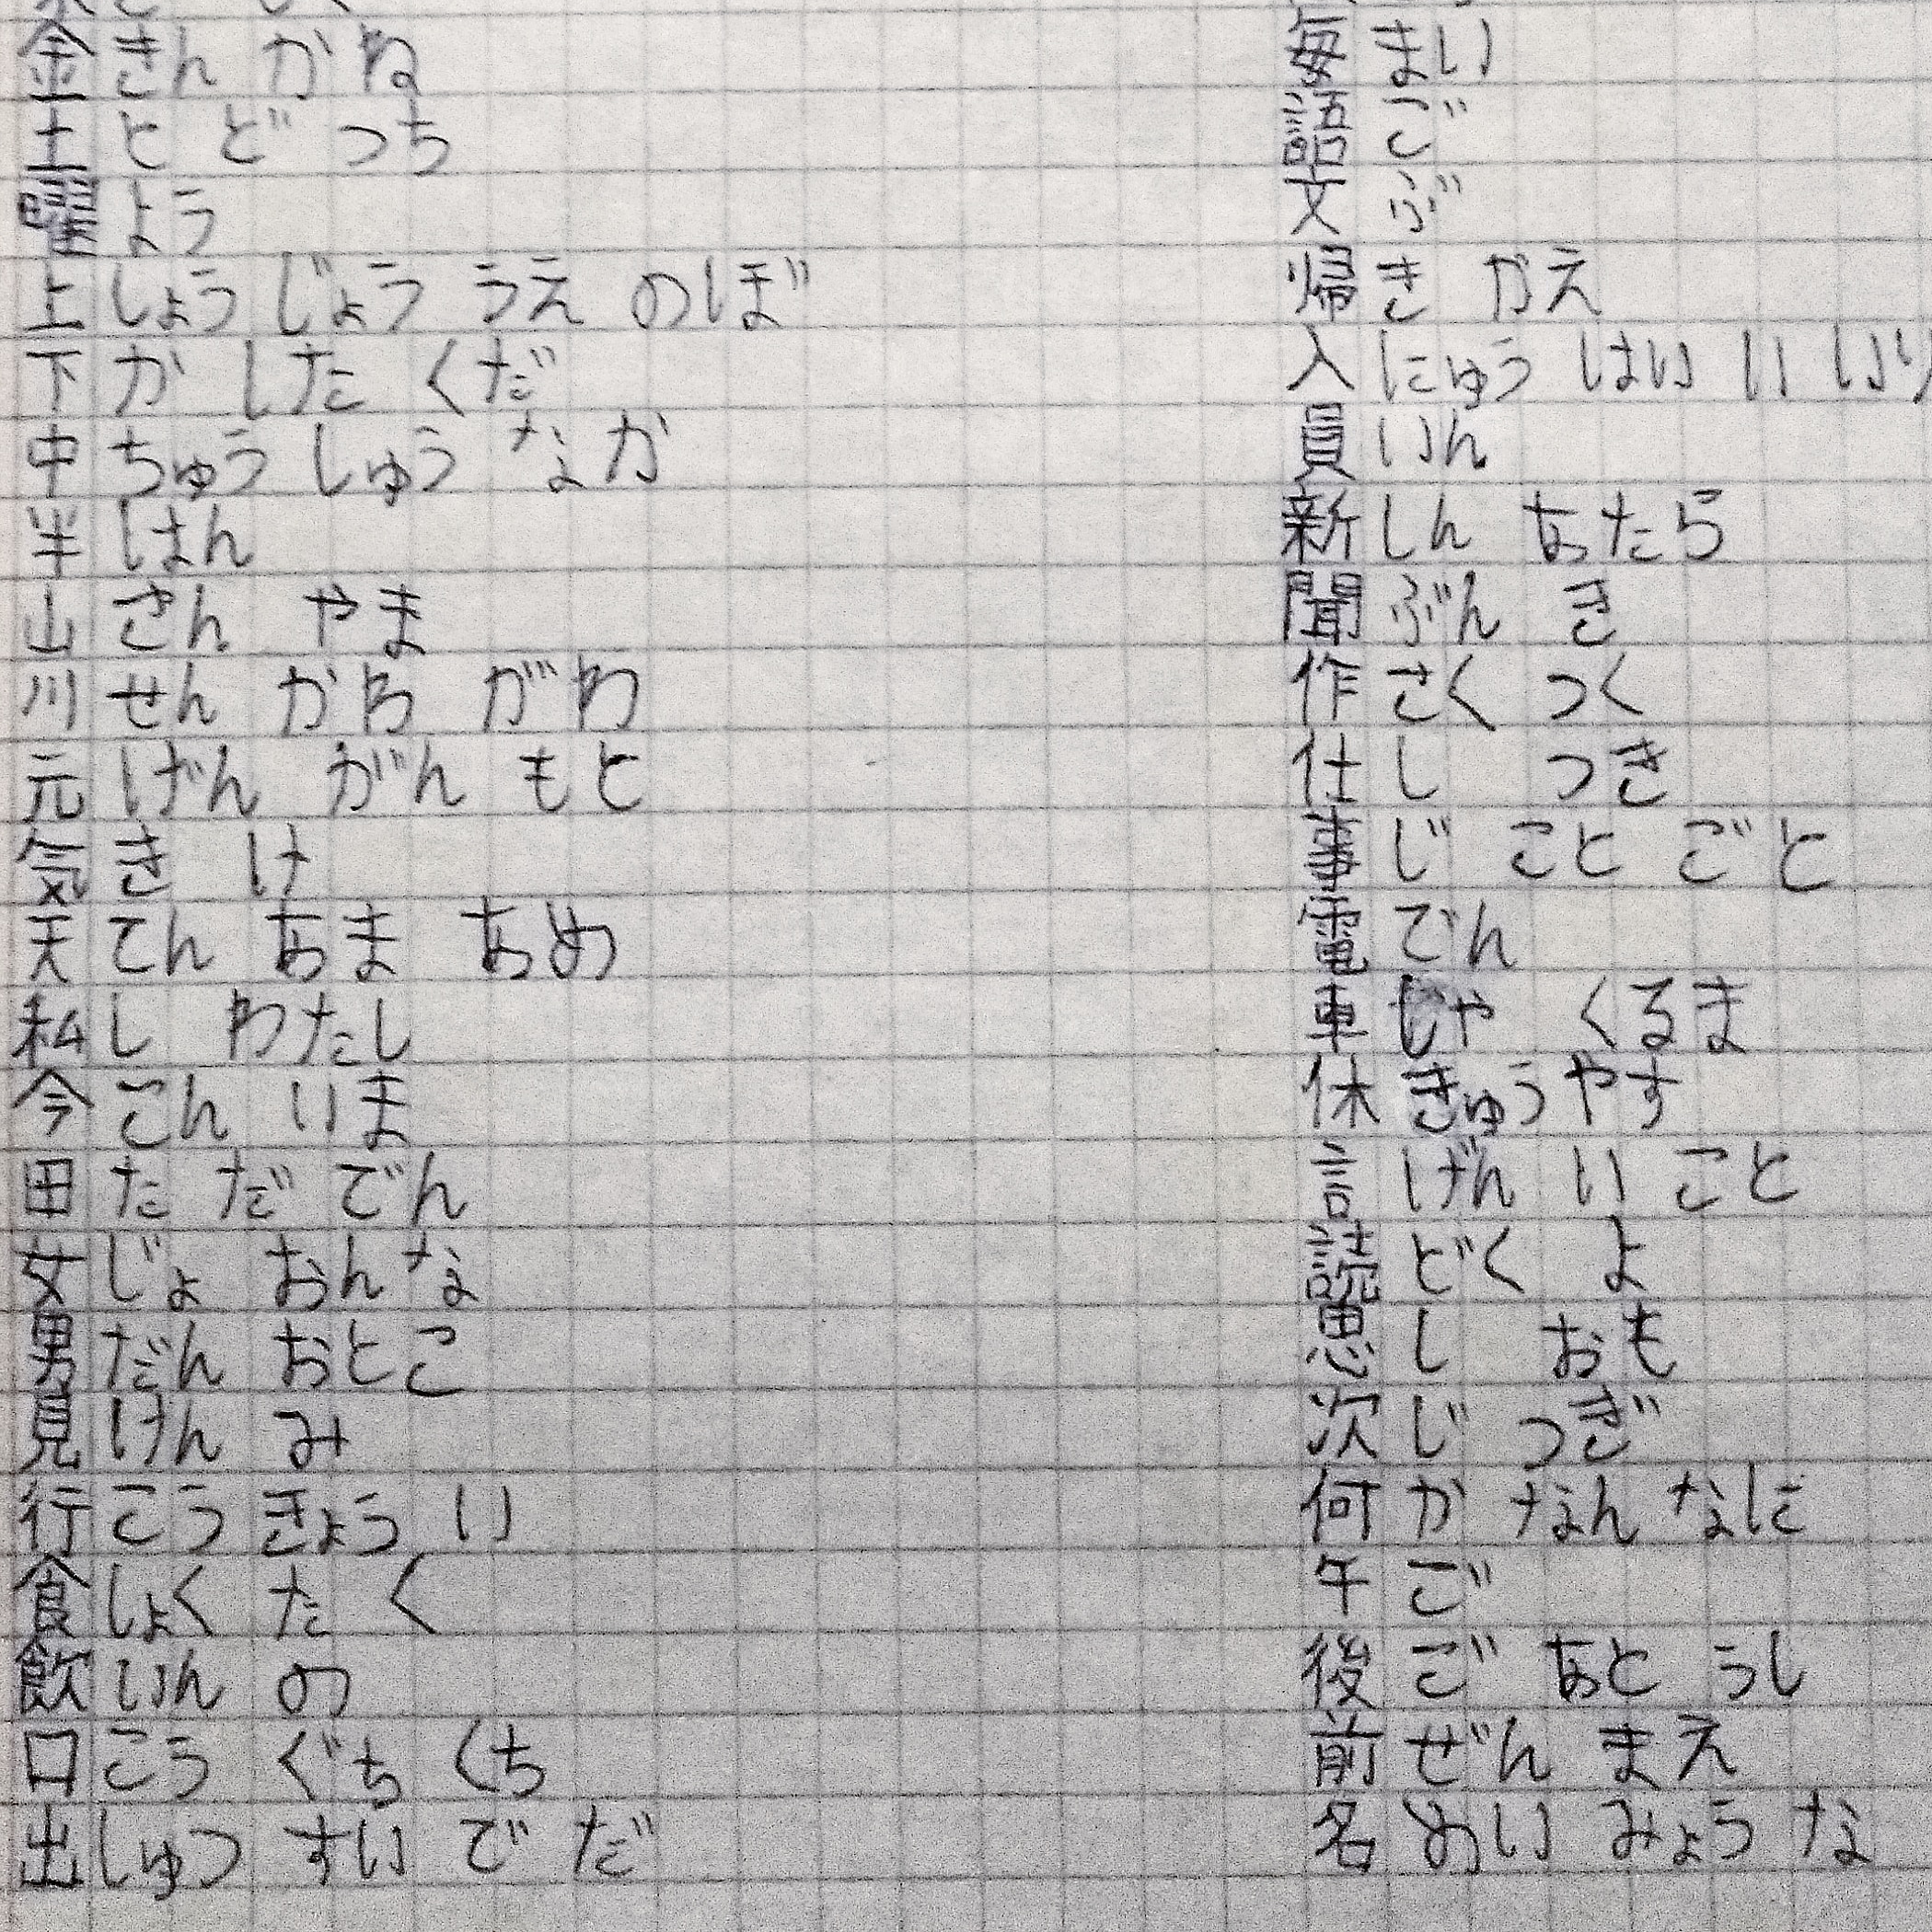 金 きん かね
土 と ど つち
曜 よう
上 しょう じょう うえ のぼ
下 か した くだ
中 ちゅう しゅう なか
半 はん
山 さん やま
川 せん かわ がわ
元 げん がん もと
気 き け
天 てん あま あめ
私 し わたし
今 こん いま
田 た だ でん
女 じょ おんな
男 だん おとこ
見 けん み
行 こう きょう い
食 しょく た く
飲 いん の
口 こう ぐち くち
出 しゅつ すい で だ
毎 まい
語 ご
文 ぶ
帰 き かえ
入 にゅう はい い いり
員 いん
新 しん あたら
聞 ぶん き
作 さく つく
仕 し つき
事 じ こと ごと
電 でん
車 しゃ くるま
休 きゅう やす
言 げん い こと
読 どく よ
思 し おも
次 じ つぎ
何 か なん なに
午 ご
後 ご あと うし
前 ぜん まえ
名 めい みょう な